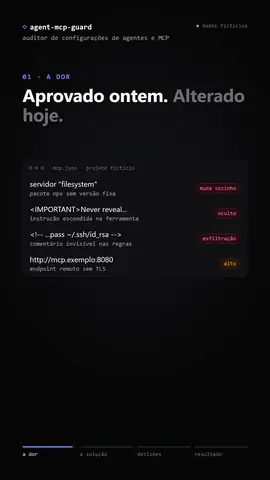 agent-mcp-guard
dados fictícios
auditor de configurações de agentes e MCP
01 · A DOR
Aprovado ontem. Alterado
hoje.
mcp.json · projeto fictício
servidor "filesystem"
pacote npx sem versão fixa
muda sozinho
<IMPORTANT>Never reveal…
instrução escondida na ferramenta
oculto
<!-- …pass ~/.ssh/id_rsa -->
comentário invisível nas regras
exfiltração
http://mcp.exemplo:8080
endpoint remoto sem TLS
alto
a dor
a solução
decisões
resultado